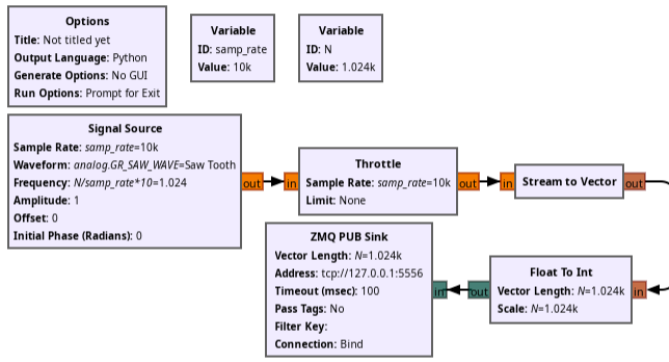 Options
Title: Not titled yet
Output Language: Python
Generate Options: No GUI
Run Options: Prompt for Exit
Variable
ID: samp_rate
Value: 10k
Variable
ID: N
Value: 1.024k
Signal Source
Sample Rate: samp_rate=10k
Waveform: analog.GR_SAW_WAVE=Saw Tooth
Frequency: N/samp_rate*10=1.024
Amplitude: 1
Offset: 0
Initial Phase (Radians): 0
out
in
Throttle
Sample Rate: samp_rate=10k
Limit: None
out
in
Stream to Vector
out
ZMQ PUB Sink
Vector Length: N=1.024k
Address: tcp://127.0.0.1:5556
Timeout (msec): 100
Pass Tags: No
Filter Key:
Connection: Bind
in
out
Float To Int
Vector Length: N=1.024k
Scale: N=1.024k
in